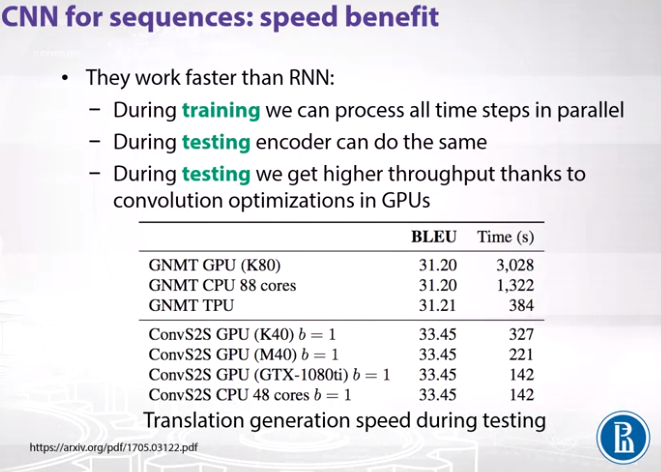 CNN for sequences: speed benefit
• They work faster than RNN:
– During training we can process all time steps in parallel
– During testing encoder can do the same
– During testing we get higher throughput thanks to
convolution optimizations in GPUs
BLEU Time (s)
GNMT GPU (K80) 31.20 3,028
GNMT CPU 88 cores 31.20 1,322
GNMT TPU 31.21 384
ConvS2S GPU (K40) b = 1 33.45 327
ConvS2S GPU (M40) b = 1 33.45 221
ConvS2S GPU (GTX-1080ti) b = 1 33.45 142
ConvS2S CPU 48 cores b = 1 33.45 142
Translation generation speed during testing
https://arxiv.org/pdf/1705.03122.pdf